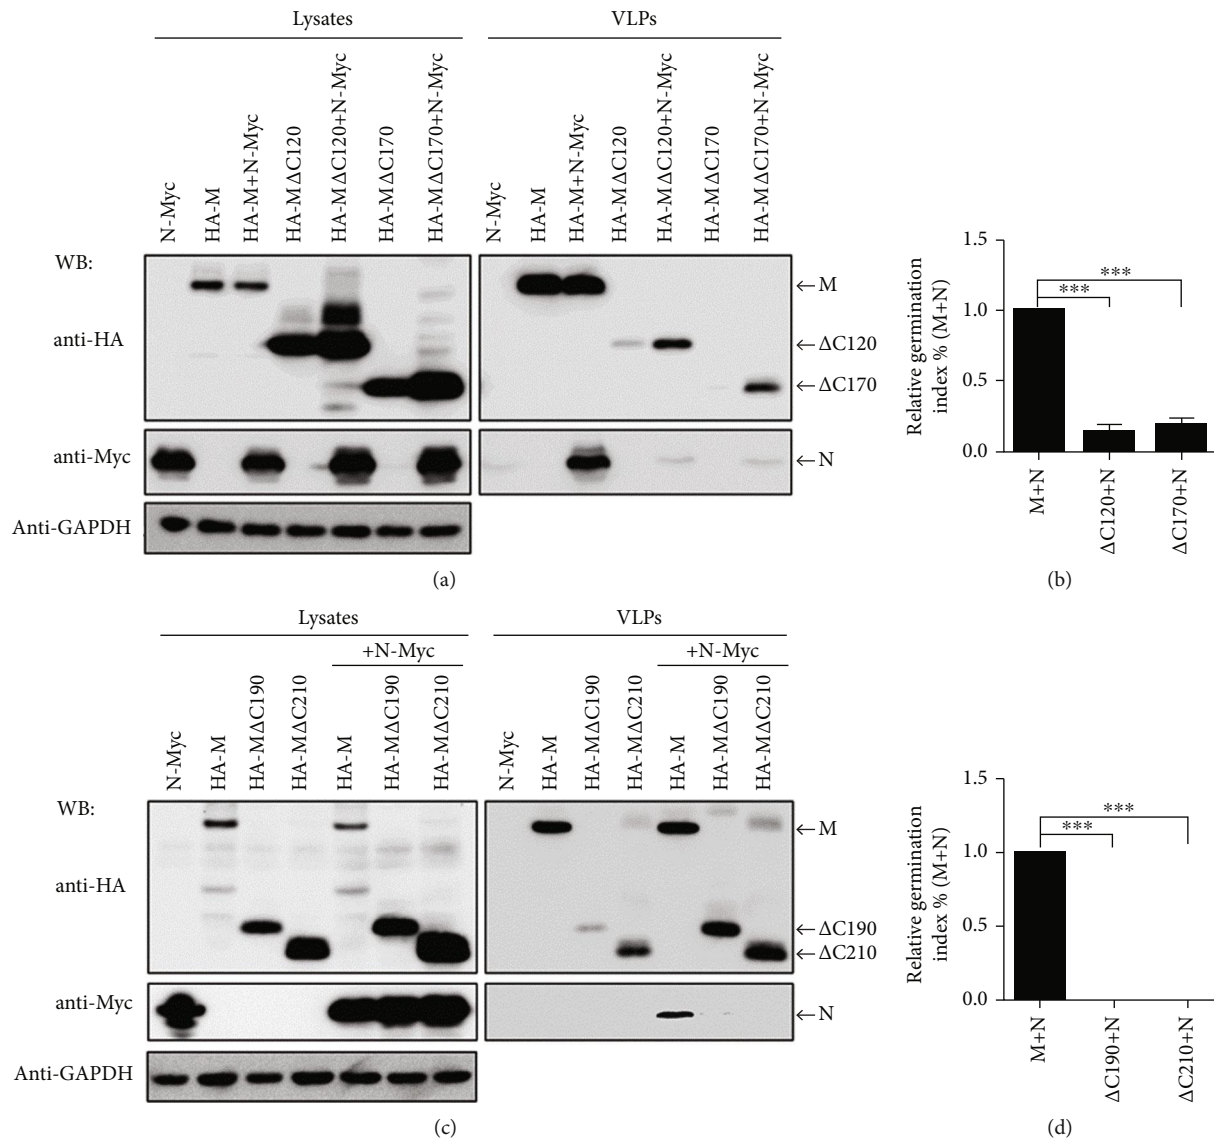 Lysates
VLPs
N-Myc
HA-M
HA-M+N-Myc
HA-MΔC120
HA-MΔC120+N-Myc
HA-MΔC170
HA-MΔC170+N-Myc
N-Myc
HA-M
HA-M+N-Myc
HA-MΔC120
HA-MΔC120+N-Myc
HA-MΔC170
HA-MΔC170+N-Myc
WB:
anti-HA
anti-Myc
Anti-GAPDH
←M
←ΔC120
←ΔC170
←N
(a)
Relative germination
index % (M+N)
1.5
1.0
0.5
0.0
***
***
M+N
ΔC120+N
ΔC170+N
(b)
Lysates
VLPs
+N-Myc
+N-Myc
N-Myc
HA-M
HA-MΔC190
HA-MΔC210
HA-M
HA-MΔC190
HA-MΔC210
N-Myc
HA-M
HA-MΔC190
HA-MΔC210
HA-M
HA-MΔC190
HA-MΔC210
WB:
anti-HA
anti-Myc
Anti-GAPDH
←M
←ΔC190
←ΔC210
←N
(c)
Relative germination
index % (M+N)
1.5
1.0
0.5
0.0
***
***
M+N
ΔC190+N
ΔC210+N
(d)